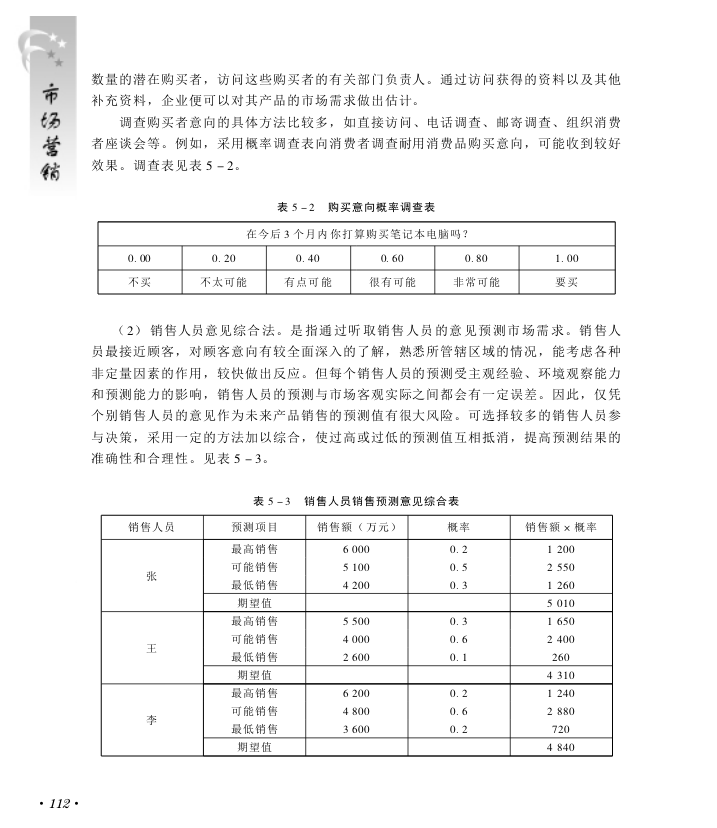 市场营销
数量的潜在购买者，访问这些购买者的有关部门负责人。通过访问获得的资料以及其他
补充资料，企业便可以对其产品的市场需求做出估计。
调查购买者意向的具体方法比较多，如直接访问、电话调查、邮寄调查、组织消费
者座谈会等。例如，采用概率调查表向消费者调查耐用消费品购买意向，可能收到较好
效果。调查表见表 5－2。
表 5－2 购买意向概率调查表
在今后 3 个月内你打算购买笔记本电脑吗？
0. 00 0. 20 0. 40 0. 60 0. 80 1. 00
不买 不太可能 有点可能 很有可能 非常可能 要买
（2） 销售人员意见综合法。是指通过听取销售人员的意见预测市场需求。销售人
员最接近顾客，对顾客意向有较全面深入的了解，熟悉所管辖区域的情况，能考虑各种
非定量因素的作用，较快做出反应。但每个销售人员的预测受主观经验、环境观察能力
和预测能力的影响，销售人员的预测与市场客观实际之间都会有一定误差。因此，仅凭
个别销售人员的意见作为未来产品销售的预测值有很大风险。可选择较多的销售人员参
与决策，采用一定的方法加以综合，使过高或过低的预测值互相抵消，提高预测结果的
准确性和合理性。见表 5－3。
表 5－3 销售人员销售预测意见综合表
销售人员 预测项目 销售额（万元） 概率 销售额 × 概率
最高销售 6 000 0. 2 1 200
可能销售 5 100 0. 5 2 550
张
最低销售 4 200 0. 3 1 260
期望值 5 010
最高销售 5 500 0. 3 1 650
可能销售 4 000 0. 6 2 400
王
最低销售 2 600 0. 1 260
期望值 4 310
最高销售 6 200 0. 2 1 240
可能销售 4 800 0. 6 2 880
李
最低销售 3 600 0. 2 720
期望值 4 840
· 112 ·